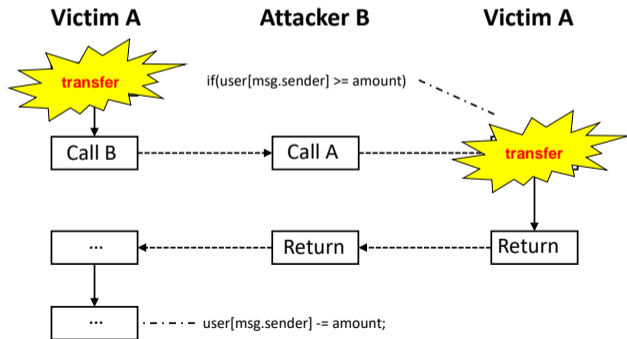 Victim A
Attacker B
Victim A
transfer
if(user[msg.sender] >= amount)
Call B
Call A
transfer
...
Return
Return
...
user[msg.sender] -= amount;